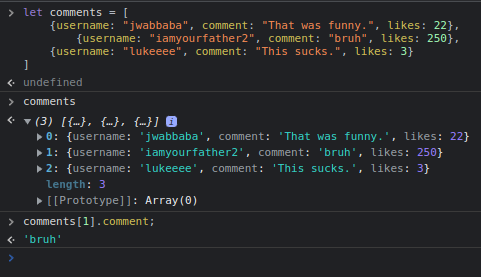 let comments = [
{username: "jwabbaba", comment: "That was funny.", likes: 22},
{username: "iamyourfather2", comment: "bruh", likes: 250},
{username: "lukeeee", comment: "This sucks.", likes: 3}
]
undefined
comments
(3) [{…}, {…}, {…}] i
0: {username: 'jwabbaba', comment: 'That was funny.', likes: 22}
1: {username: 'iamyourfather2', comment: 'bruh', likes: 250}
2: {username: 'lukeeee', comment: 'This sucks.', likes: 3}
length: 3
[[Prototype]]: Array(0)
comments[1].comment;
'bruh'